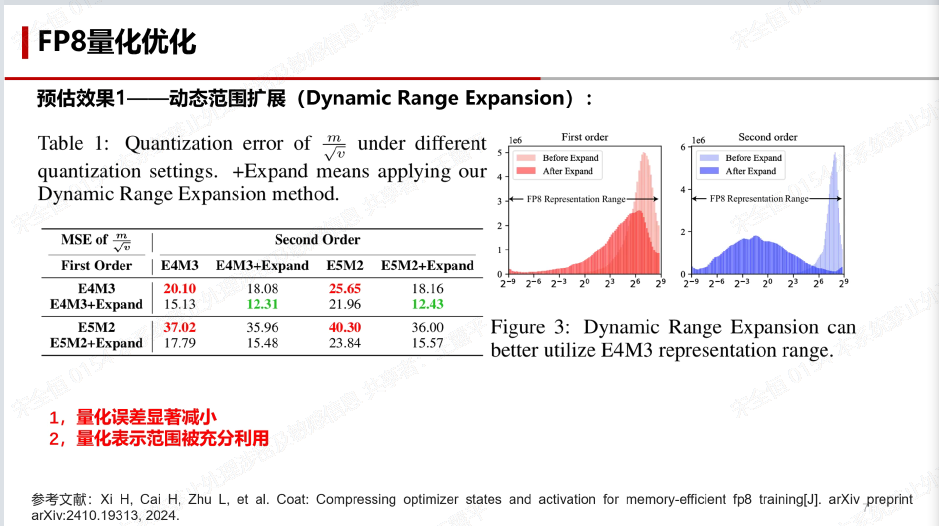 FP8量化优化
预估效果1——动态范围扩展（Dynamic Range Expansion）：
Table 1: Quantization error of m/√v under different
quantization settings. +Expand means applying our
Dynamic Range Expansion method.
MSE of m/√v Second Order
First Order E4M3 E4M3+Expand E5M2 E5M2+Expand
E4M3 20.10 18.08 25.65 18.16
E4M3+Expand 15.13 12.31 21.96 12.43
E5M2 37.02 35.96 40.30 36.00
E5M2+Expand 17.79 15.48 23.84 15.57
First order
1e6
Before Expand
After Expand
FP8 Representation Range
5
4
3
2
1
0
2^-9 2^-6 2^-3 2^0 2^3 2^6 2^9
Second order
1e6
Before Expand
After Expand
FP8 Representation Range
6
4
2
0
2^-9 2^-6 2^-3 2^0 2^3 2^6 2^9
Figure 3: Dynamic Range Expansion can
better utilize E4M3 representation range.
1，量化误差显著减小
2，量化表示范围被充分利用
参考文献：Xi H, Cai H, Zhu L, et al. Coat: Compressing optimizer states and activation for memory-efficient fp8 training[J]. arXiv preprint
arXiv:2410.19313, 2024.